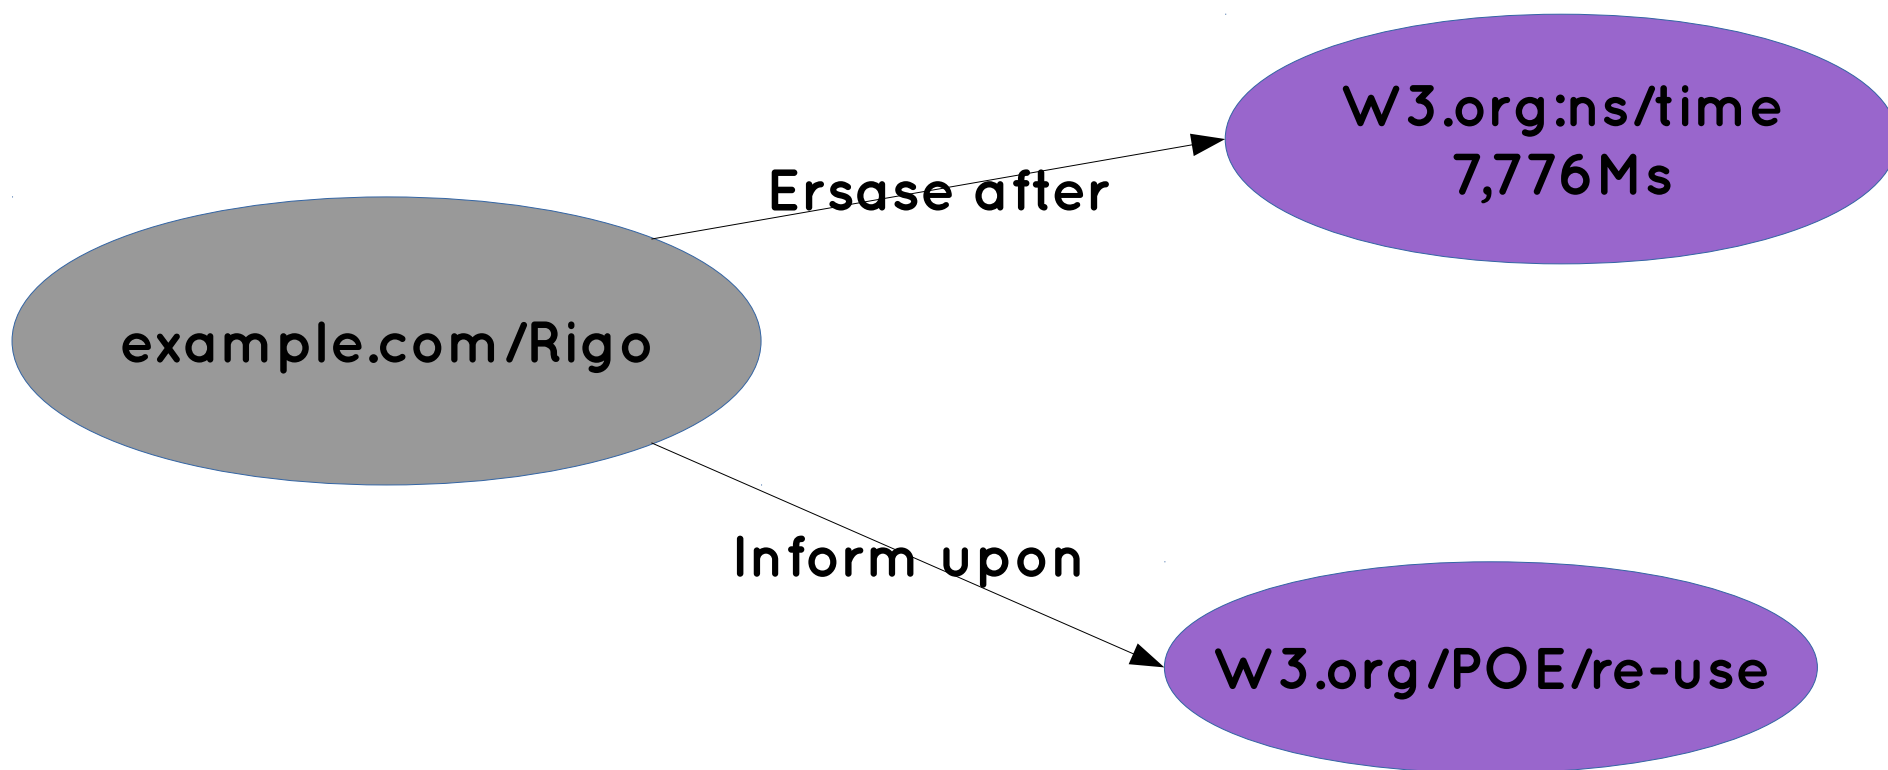 W3.org:ns/time
7,776Ms
Ersase after
example.com/Rigo
Inform upon
W3.org/POE/re-use